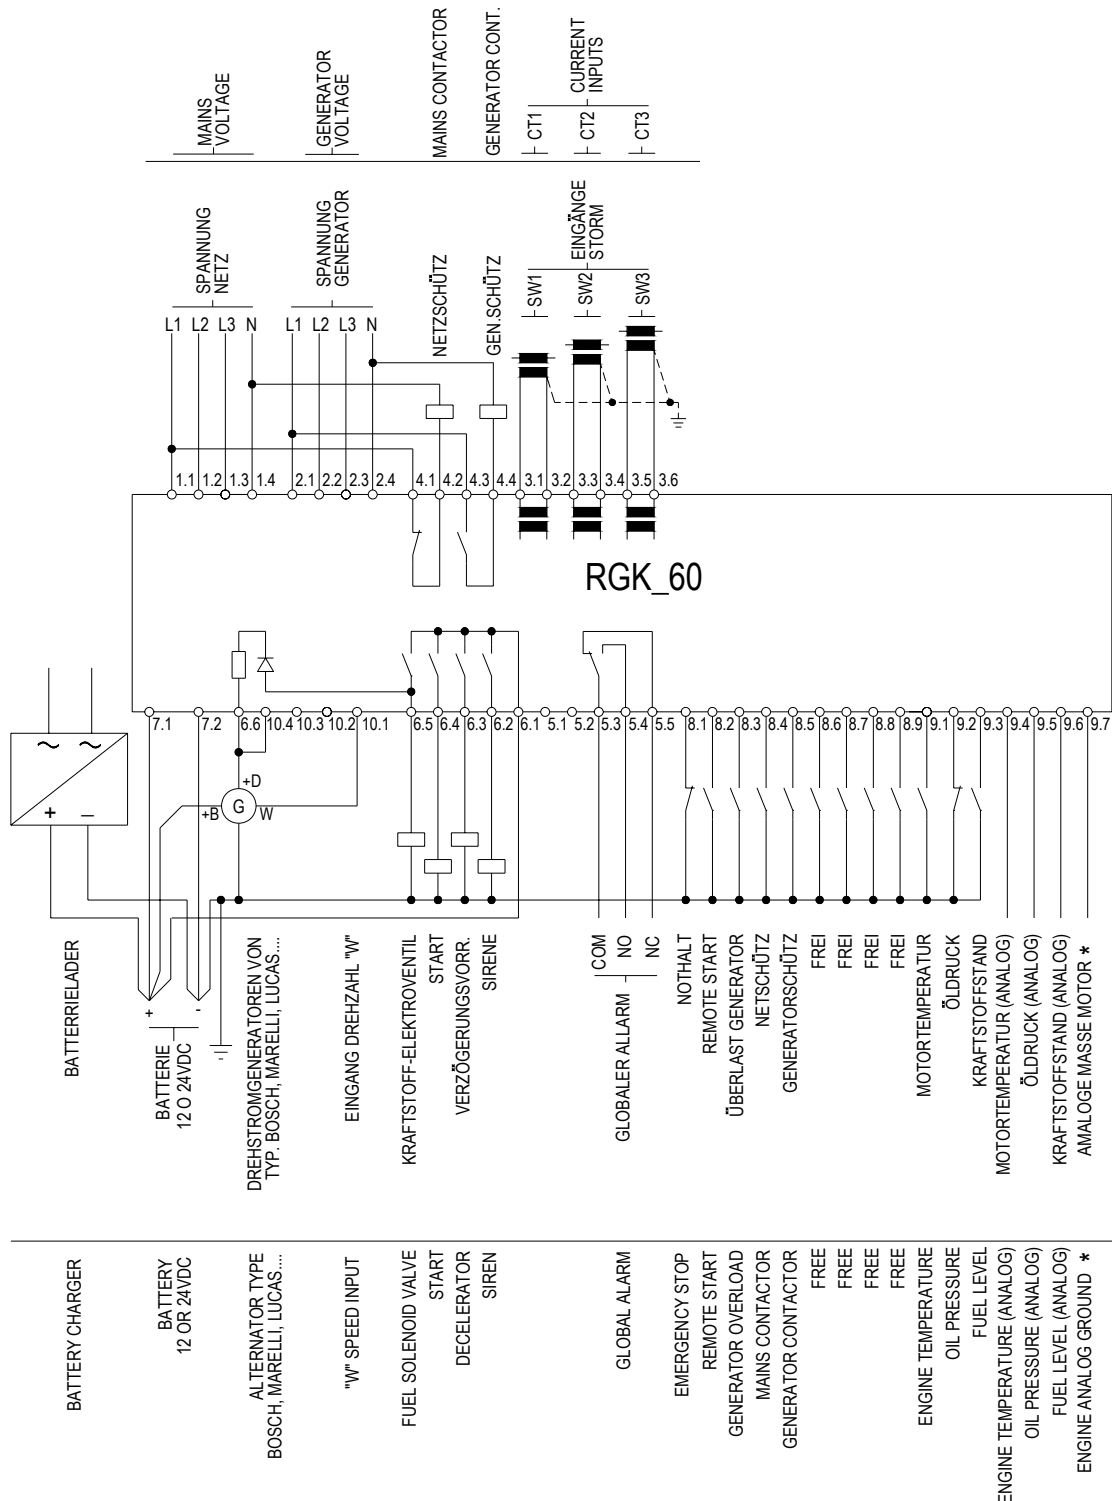 MAINS
VOLTAGE
GENERATOR
VOLTAGE
MAINS CONTACTOR
GENERATOR CONT.
CURRENT
INPUTS
CT1
CT2
CT3
SPANNUNG
NETZ
SPANNUNG
GENERATOR
NETZSCHÜTZ
GEN.SCHÜTZ
EINGÄNGE
STORM
SW1
SW2
SW3
L1 L2 L3 N L1 L2 L3 N
1.1 1.2 1.3 1.4 2.1 2.2 2.3 2.4 4.1 4.2 4.3 4.4 3.1 3.2 3.3 3.4 3.5 3.6
RGK_60
7.1 7.2 6.6 10.4 10.3 10.2 10.1 6.5 6.4 6.3 6.2 6.1 5.1 5.2 5.3 5.4 5.5 8.1 8.2 8.3 8.4 8.5 8.6 8.7 8.8 8.9 9.1 9.2 9.3 9.4 9.5 9.6 9.7
~ ~
+ –
+D
+B G W
+ -
BATTERRIELADER
BATTERIE
12 O 24VDC
DREHSTROMGENERATOREN VON
TYP. BOSCH, MARELLI, LUCAS....
EINGANG DREHZAHL "W"
KRAFTSTOFF-ELEKTROVENTIL
START
VERZÖGERUNGSVORR.
SIRENE
COM
NO
NC
GLOBALER ALLARM
NOTHALT
REMOTE START
ÜBERLAST GENERATOR
NETSCHÜTZ
GENERATORSCHÜTZ
FREI
FREI
FREI
FREI
MOTORTEMPERATUR
ÖLDRUCK
KRAFTSTOFFSTAND
MOTORTEMPERATUR (ANALOG)
ÖLDRUCK (ANALOG)
KRAFTSTOFFSTAND (ANALOG)
AMALOGE MASSE MOTOR *
BATTERY CHARGER
BATTERY
12 OR 24VDC
ALTERNATOR TYPE
BOSCH, MARELLI, LUCAS....
"W" SPEED INPUT
FUEL SOLENOID VALVE
START
DECELERATOR
SIREN
GLOBAL ALARM
EMERGENCY STOP
REMOTE START
GENERATOR OVERLOAD
MAINS CONTACTOR
GENERATOR CONTACTOR
FREE
FREE
FREE
FREE
ENGINE TEMPERATURE
OIL PRESSURE
FUEL LEVEL
ENGINE TEMPERATURE (ANALOG)
OIL PRESSURE (ANALOG)
FUEL LEVEL (ANALOG)
ENGINE ANALOG GROUND *